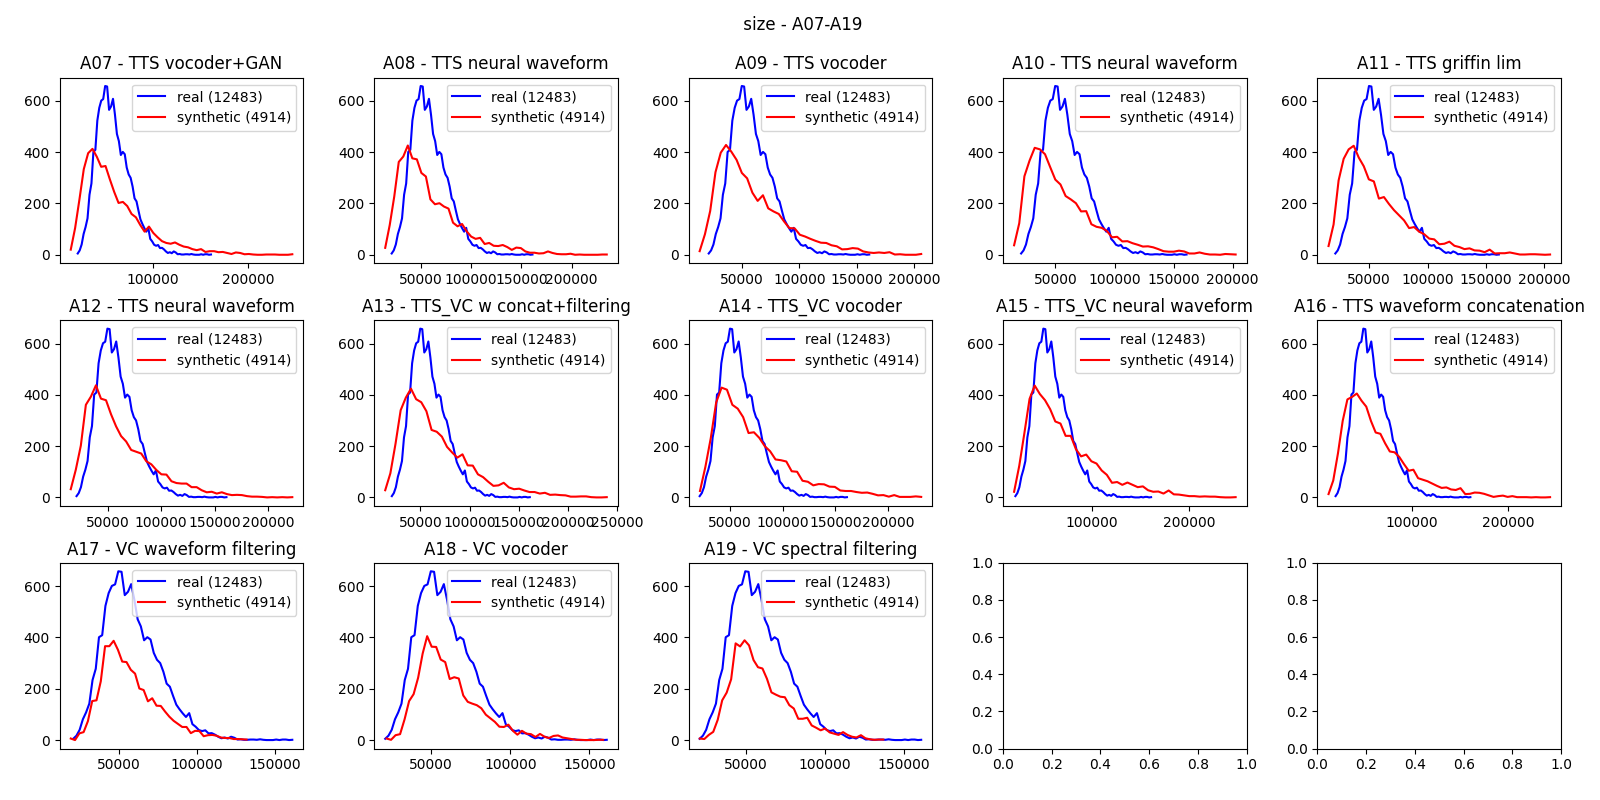 size - A07-A19
A07 - TTS vocoder+GAN
A08 - TTS neural waveform
A09 - TTS vocoder
A10 - TTS neural waveform
A11 - TTS griffin lim
real (12483)
synthetic (4914)
real (12483)
synthetic (4914)
real (12483)
synthetic (4914)
real (12483)
synthetic (4914)
real (12483)
synthetic (4914)
600
400
200
0
600
400
200
0
600
400
200
0
600
400
200
0
600
400
200
0
100000 200000
50000 100000 150000 200000
50000 100000 150000 200000
50000 100000 150000 200000
50000 100000 150000 200000
A12 - TTS neural waveform
A13 - TTS_VC w concat+filtering
A14 - TTS_VC vocoder
A15 - TTS_VC neural waveform
A16 - TTS waveform concatenation
real (12483)
synthetic (4914)
real (12483)
synthetic (4914)
real (12483)
synthetic (4914)
real (12483)
synthetic (4914)
real (12483)
synthetic (4914)
600
400
200
0
600
400
200
0
600
400
200
0
600
400
200
0
600
400
200
0
50000 100000 150000 200000
50000 100000 150000 200000 250000
50000 100000 150000 200000
100000 200000
100000 200000
A17 - VC waveform filtering
A18 - VC vocoder
A19 - VC spectral filtering
real (12483)
synthetic (4914)
real (12483)
synthetic (4914)
real (12483)
synthetic (4914)
600
400
200
0
600
400
200
0
600
400
200
0
1.0
0.8
0.6
0.4
0.2
0.0
1.0
0.8
0.6
0.4
0.2
0.0
50000 100000 150000
50000 100000 150000
50000 100000 150000
0.0 0.2 0.4 0.6 0.8 1.0
0.0 0.2 0.4 0.6 0.8 1.0